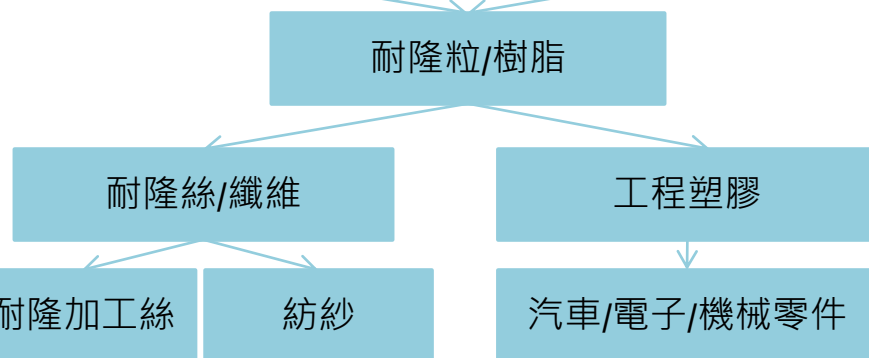 耐隆粒/樹脂
耐隆絲/纖維
工程塑膠
耐隆加工絲
紡紗
汽車/電子/機械零件